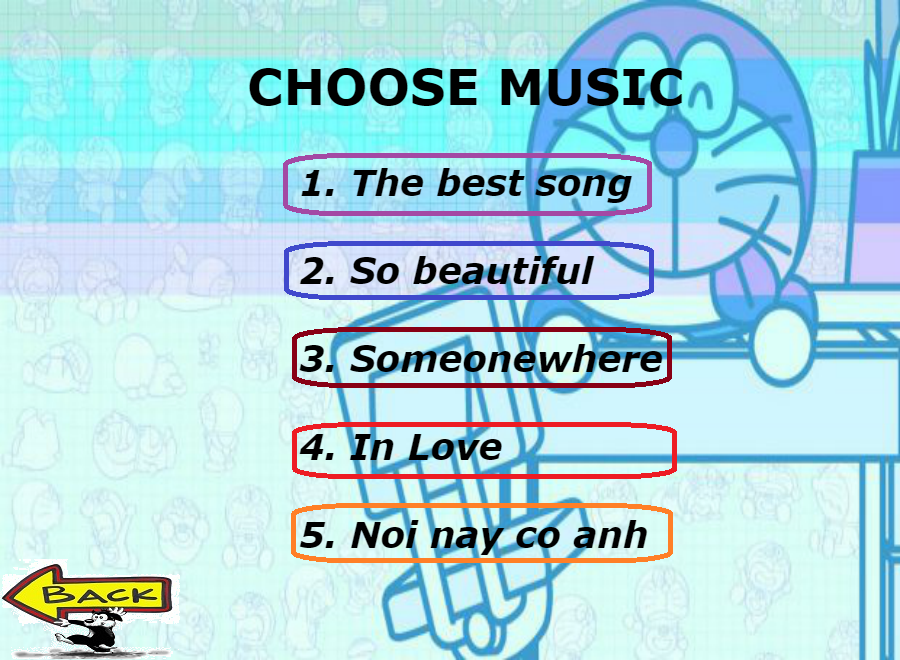 CHOOSE MUSIC
1. The best song
2. So beautiful
3. Someonewhere
4. In Love
5. Noi nay co anh
BACK